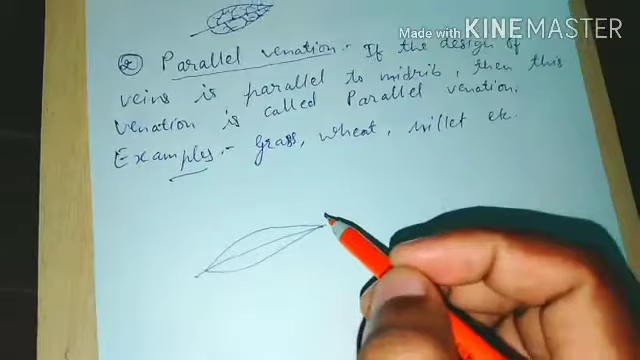 Made with KINEMASTER
(2) Parallel venation :- If the design of
veins is parallel to midrib, then this
venation is called Parallel venation.
Examples :- Grass, wheat, millet etc.